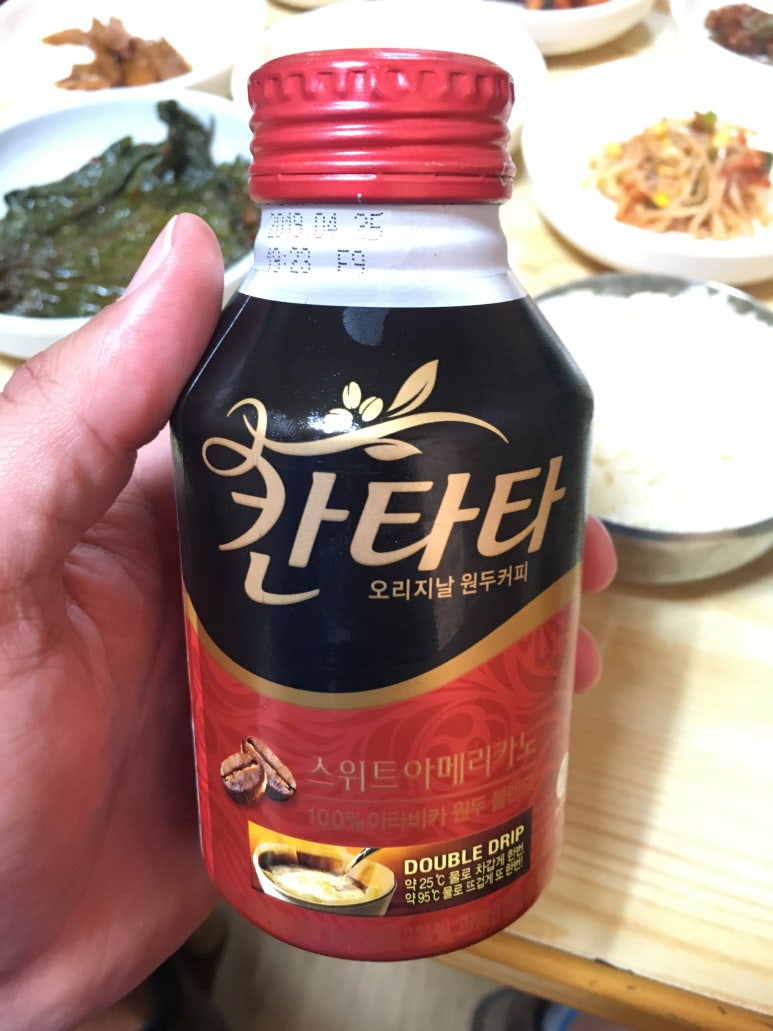 2019.04.25
19:23 F9
칸타타
오리지날 원두커피
스위트아메리카노
100%아라비카 원두 블렌드
DOUBLE DRIP
약 25℃ 물로 차갑게 한번
약 95℃ 물로 뜨겁게 또 한번!